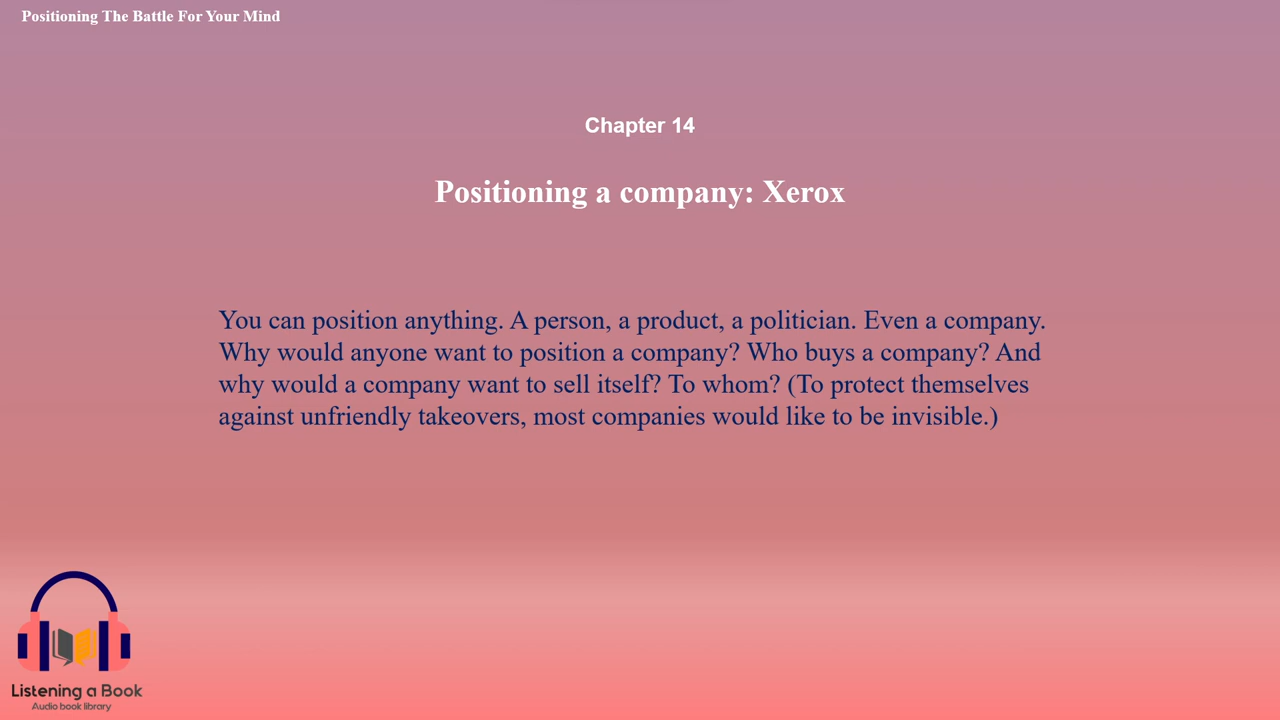 Positioning The Battle For Your Mind
Chapter 14
Positioning a company: Xerox
You can position anything. A person, a product, a politician. Even a company.
Why would anyone want to position a company? Who buys a company? And
why would a company want to sell itself? To whom? (To protect themselves
against unfriendly takeovers, most companies would like to be invisible.)
Listening a Book
Audio book library